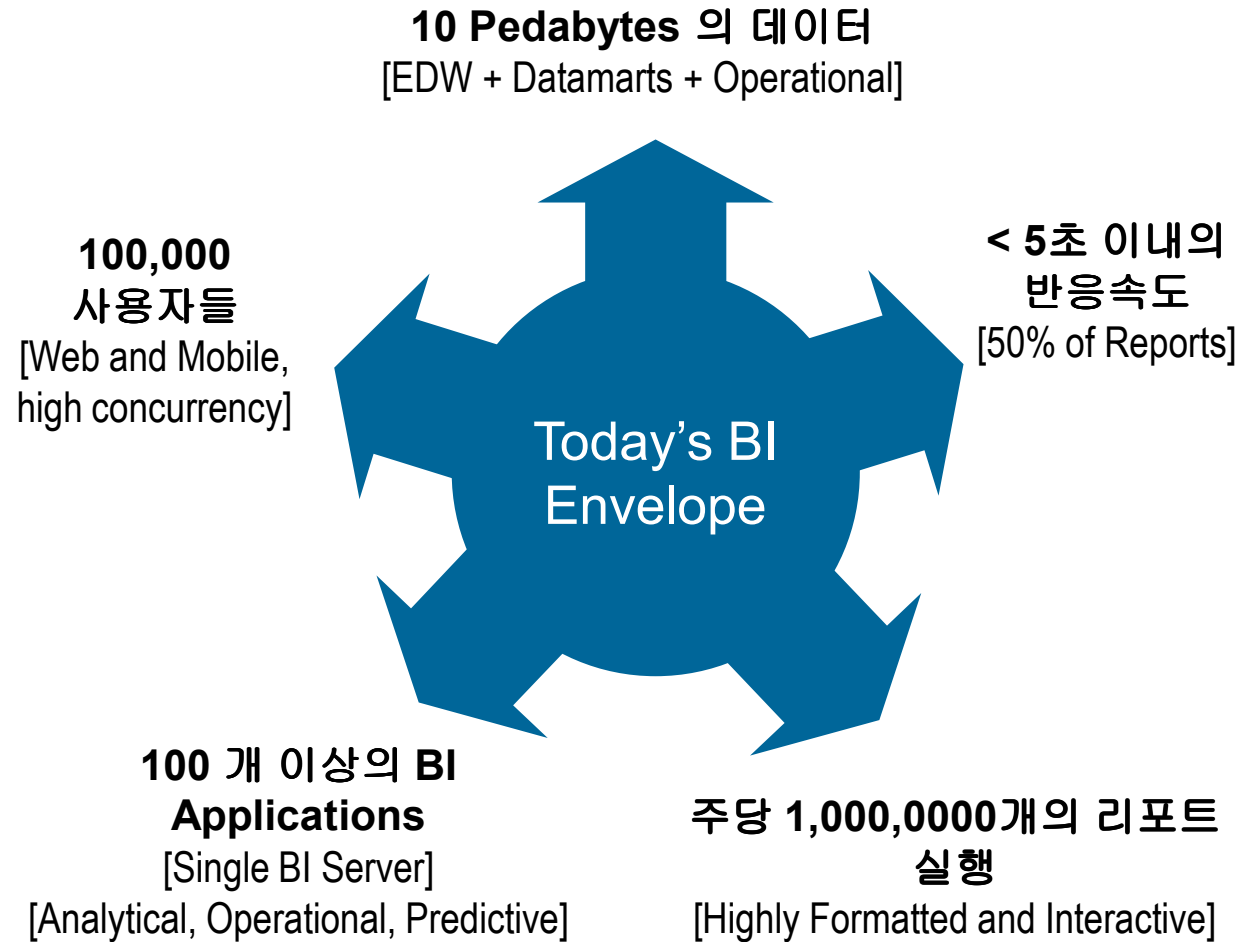 10 Pedabytes 의 데이터
[EDW + Datamarts + Operational]
100,000
사용자들
[Web and Mobile,
high concurrency]
< 5초 이내의
반응속도
[50% of Reports]
Today's BI
Envelope
100 개 이상의 BI
Applications
[Single BI Server]
[Analytical, Operational, Predictive]
주당 1,000,0000개의 리포트
실행
[Highly Formatted and Interactive]